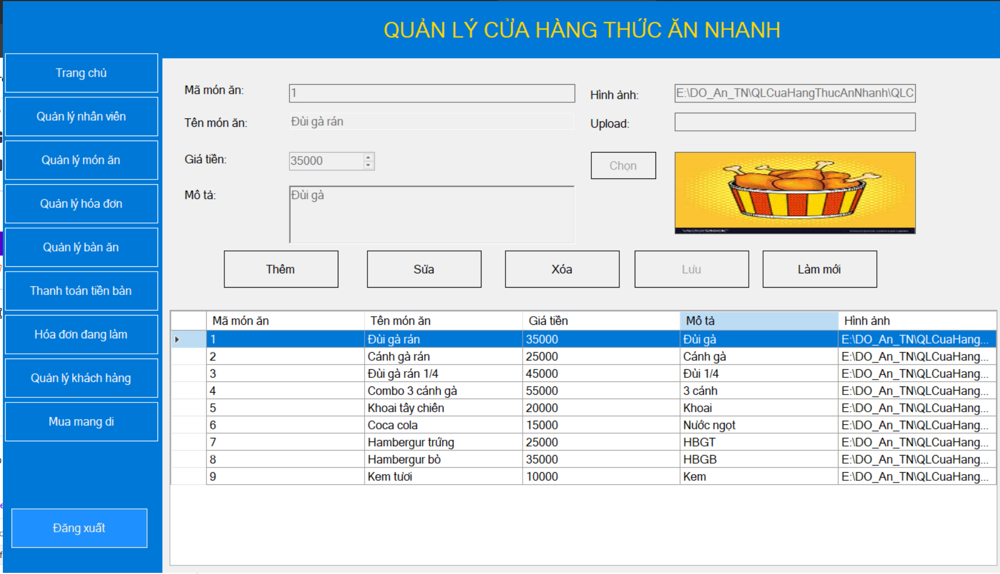 QUẢN LÝ CỬA HÀNG THỨC ĂN NHANH
Trang chủ
Quản lý nhân viên
Quản lý món ăn
Quản lý hóa đơn
Quản lý bàn ăn
Thanh toán tiền bàn
Hóa đơn đang làm
Quản lý khách hàng
Mua mang di
Đăng xuất
Mã món ăn: 1
Tên món ăn: Đùi gà rán
Giá tiền: 35000
Mô tả: Đùi gà
Hình ảnh: E:\DO_An_TN\QLCuaHangThucAnNhanh\QLC
Upload:
Chọn
VectorStock
Thêm Sửa Xóa Lưu Làm mới
Mã món ăn Tên món ăn Giá tiền Mô tả Hình ảnh
1 Đùi gà rán 35000 Đùi gà E:\DO_An_TN\QLCuaHang...
2 Cánh gà rán 25000 Cánh gà E:\DO_An_TN\QLCuaHang...
3 Đùi gà rán 1/4 45000 Đùi 1/4 E:\DO_An_TN\QLCuaHang...
4 Combo 3 cánh gà 55000 3 cánh E:\DO_An_TN\QLCuaHang...
5 Khoai tây chiên 20000 Khoai E:\DO_An_TN\QLCuaHang...
6 Coca cola 15000 Nước ngọt E:\DO_An_TN\QLCuaHang...
7 Hambergur trứng 25000 HBGT E:\DO_An_TN\QLCuaHang...
8 Hambergur bò 35000 HBGB E:\DO_An_TN\QLCuaHang...
9 Kem tươi 10000 Kem E:\DO_An_TN\QLCuaHang...